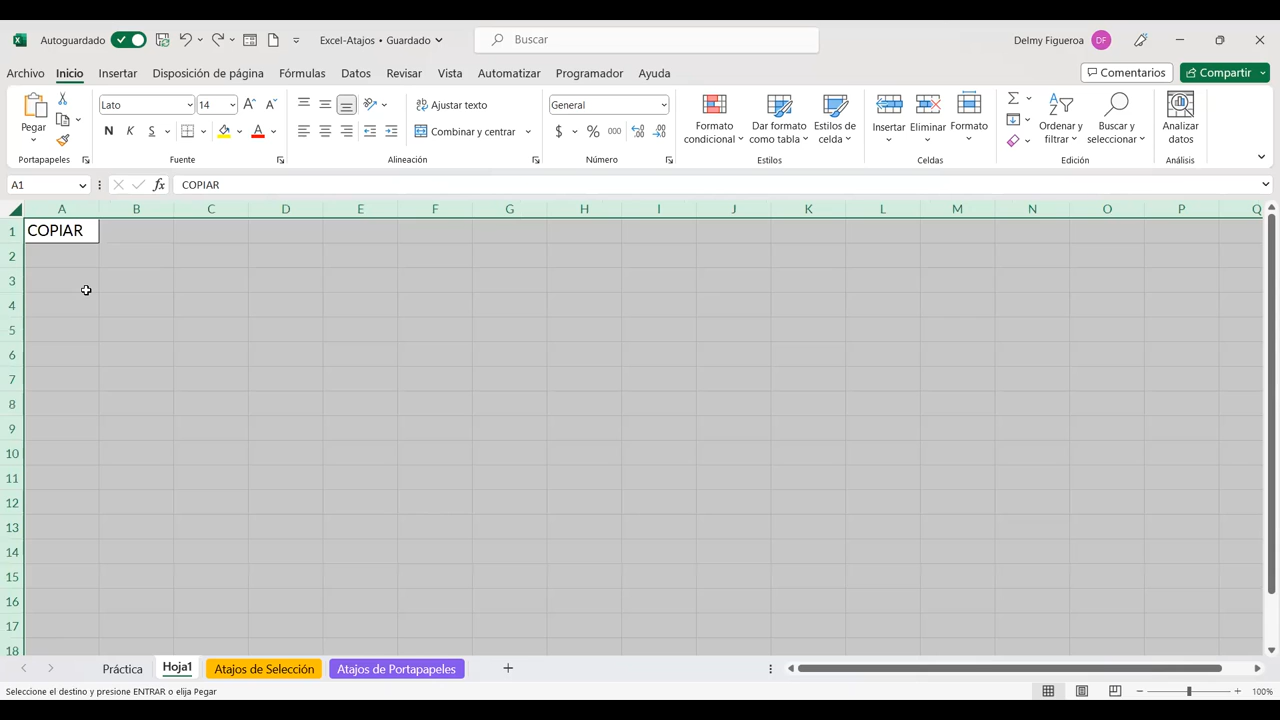 Autoguardado
Excel-Atajos • Guardado
Buscar
Delmy Figueroa DF
Archivo Inicio Insertar Disposición de página Fórmulas Datos Revisar Vista Automatizar Programador Ayuda
Comentarios Compartir
Pegar
Portapapeles
Lato 14
N K S
Fuente
Ajustar texto
Combinar y centrar
Alineación
General
$ % 000
Número
Formato condicional
Dar formato como tabla
Estilos de celda
Estilos
Insertar Eliminar Formato
Celdas
Ordenar y filtrar
Buscar y seleccionar
Edición
Analizar datos
Análisis
A1 fx COPIAR
A B C D E F G H I J K L M N O P Q
1 COPIAR
2
3
4
5
6
7
8
9
10
11
12
13
14
15
16
17
18
Práctica Hoja1 Atajos de Selección Atajos de Portapapeles
Seleccione el destino y presione ENTRAR o elija Pegar
100%